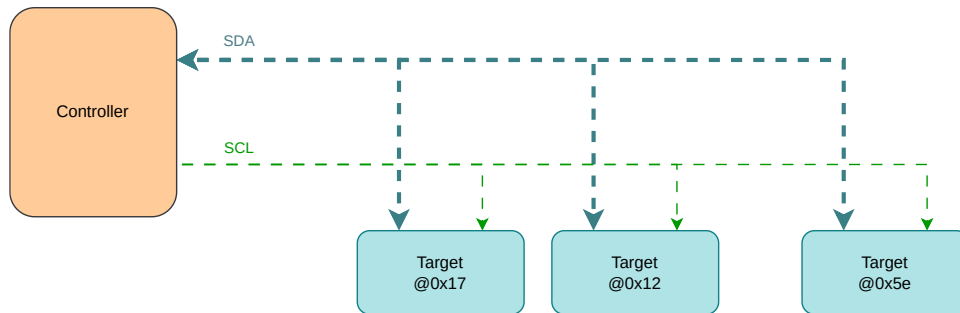 SDA
Controller
SCL
Target
@0x17
Target
@0x12
Target
@0x5e